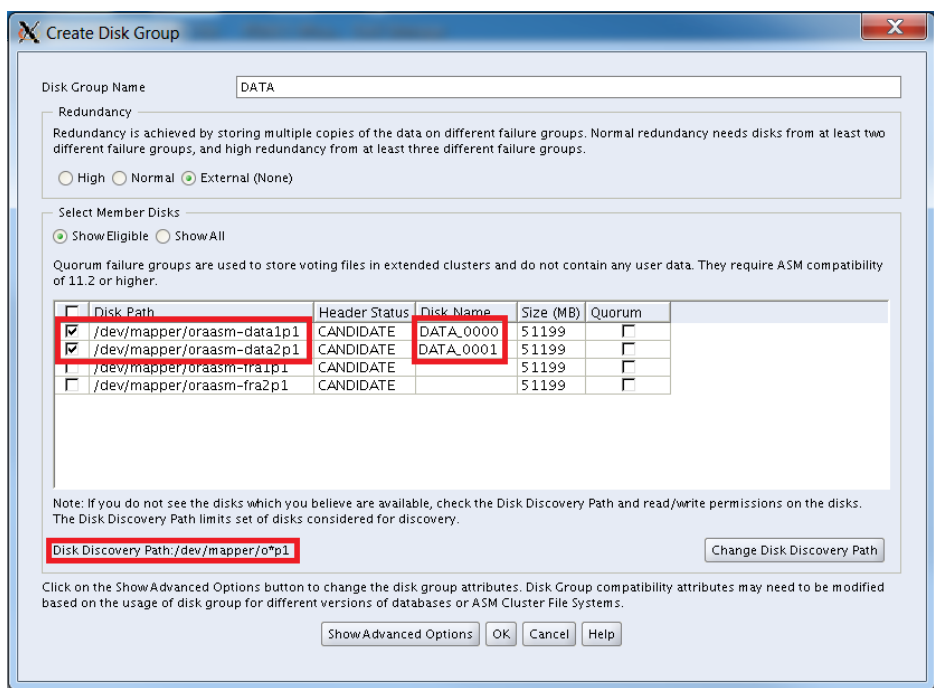 Create Disk Group
Disk Group Name DATA
Redundancy
Redundancy is achieved by storing multiple copies of the data on different failure groups. Normal redundancy needs disks from at least two
different failure groups, and high redundancy from at least three different failure groups.
High Normal External (None)
Select Member Disks
Show Eligible Show All
Quorum failure groups are used to store voting files in extended clusters and do not contain any user data. They require ASM compatibility
of 11.2 or higher.
Disk Path Header Status Disk Name Size (MB) Quorum
/dev/mapper/oraasm-data1p1 CANDIDATE DATA_0000 51199
/dev/mapper/oraasm-data2p1 CANDIDATE DATA_0001 51199
/dev/mapper/oraasm-fra1p1 CANDIDATE 51199
/dev/mapper/oraasm-fra2p1 CANDIDATE 51199
Note: If you do not see the disks which you believe are available, check the Disk Discovery Path and read/write permissions on the disks.
The Disk Discovery Path limits set of disks considered for discovery.
Disk Discovery Path:/dev/mapper/o*p1 Change Disk Discovery Path
Click on the Show Advanced Options button to change the disk group attributes. Disk Group compatibility attributes may need to be modified
based on the usage of disk group for different versions of databases or ASM Cluster File Systems.
Show Advanced Options OK Cancel Help